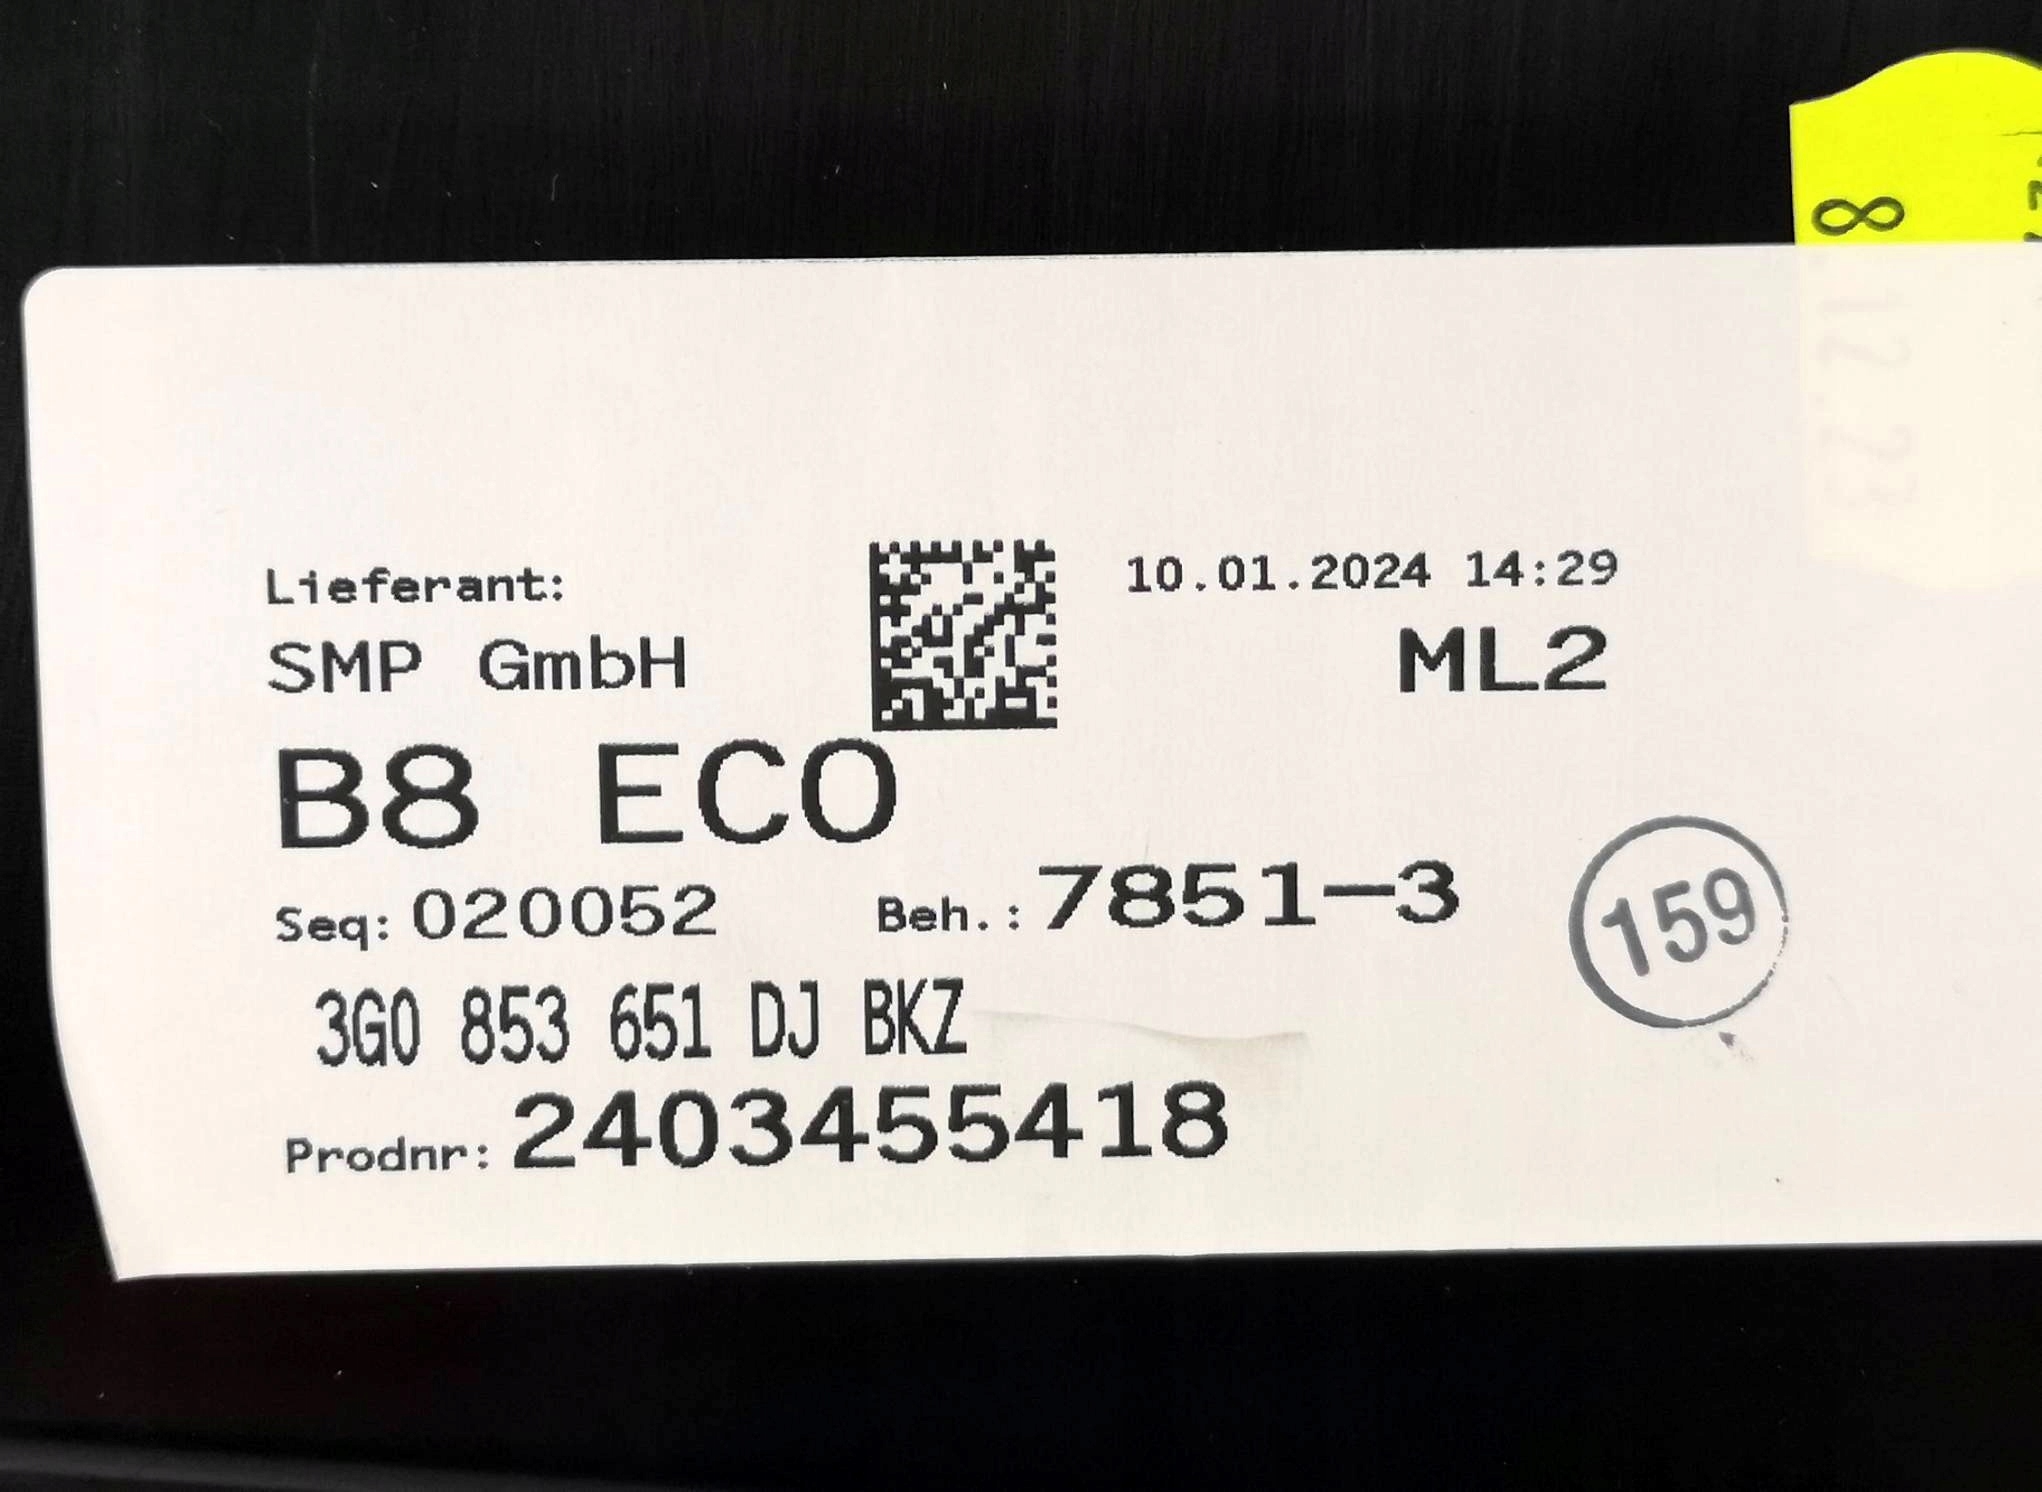 8
12.23
Lieferant:
10.01.2024 14:29
SMP GmbH
ML2
B8 ECO
Seq: 020052 Beh.: 7851-3
159
3G0 853 651 DJ BKZ
Prodnr: 2403455418